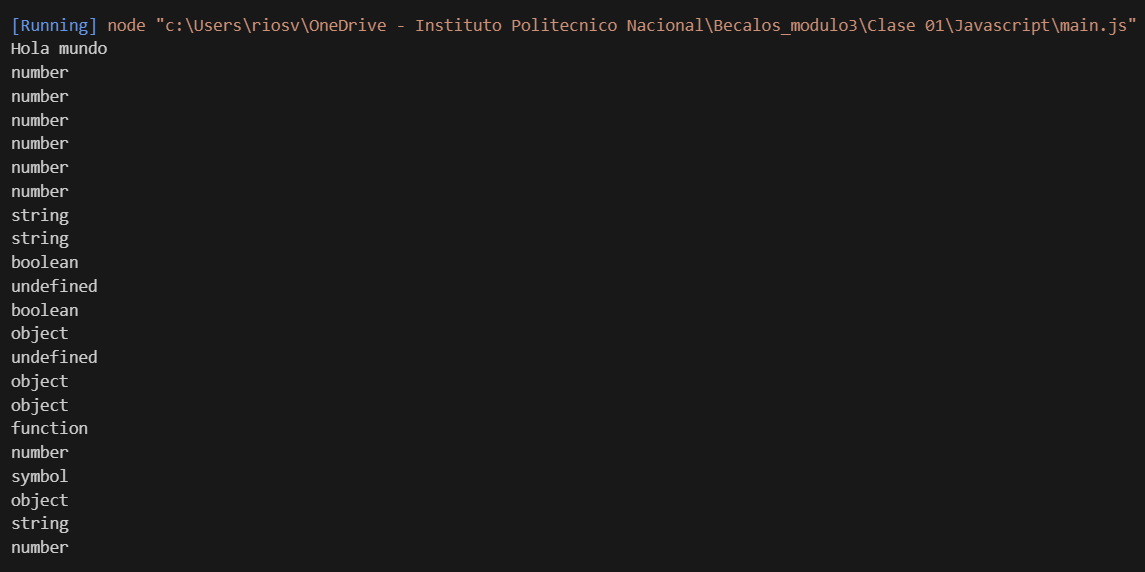 [Running] node "c:\Users\riosv\OneDrive - Instituto Politecnico Nacional\Becalos_modulo3\Clase 01\Javascript\main.js"
Hola mundo
number
number
number
number
number
number
string
string
boolean
undefined
boolean
object
undefined
object
object
function
number
symbol
object
string
number